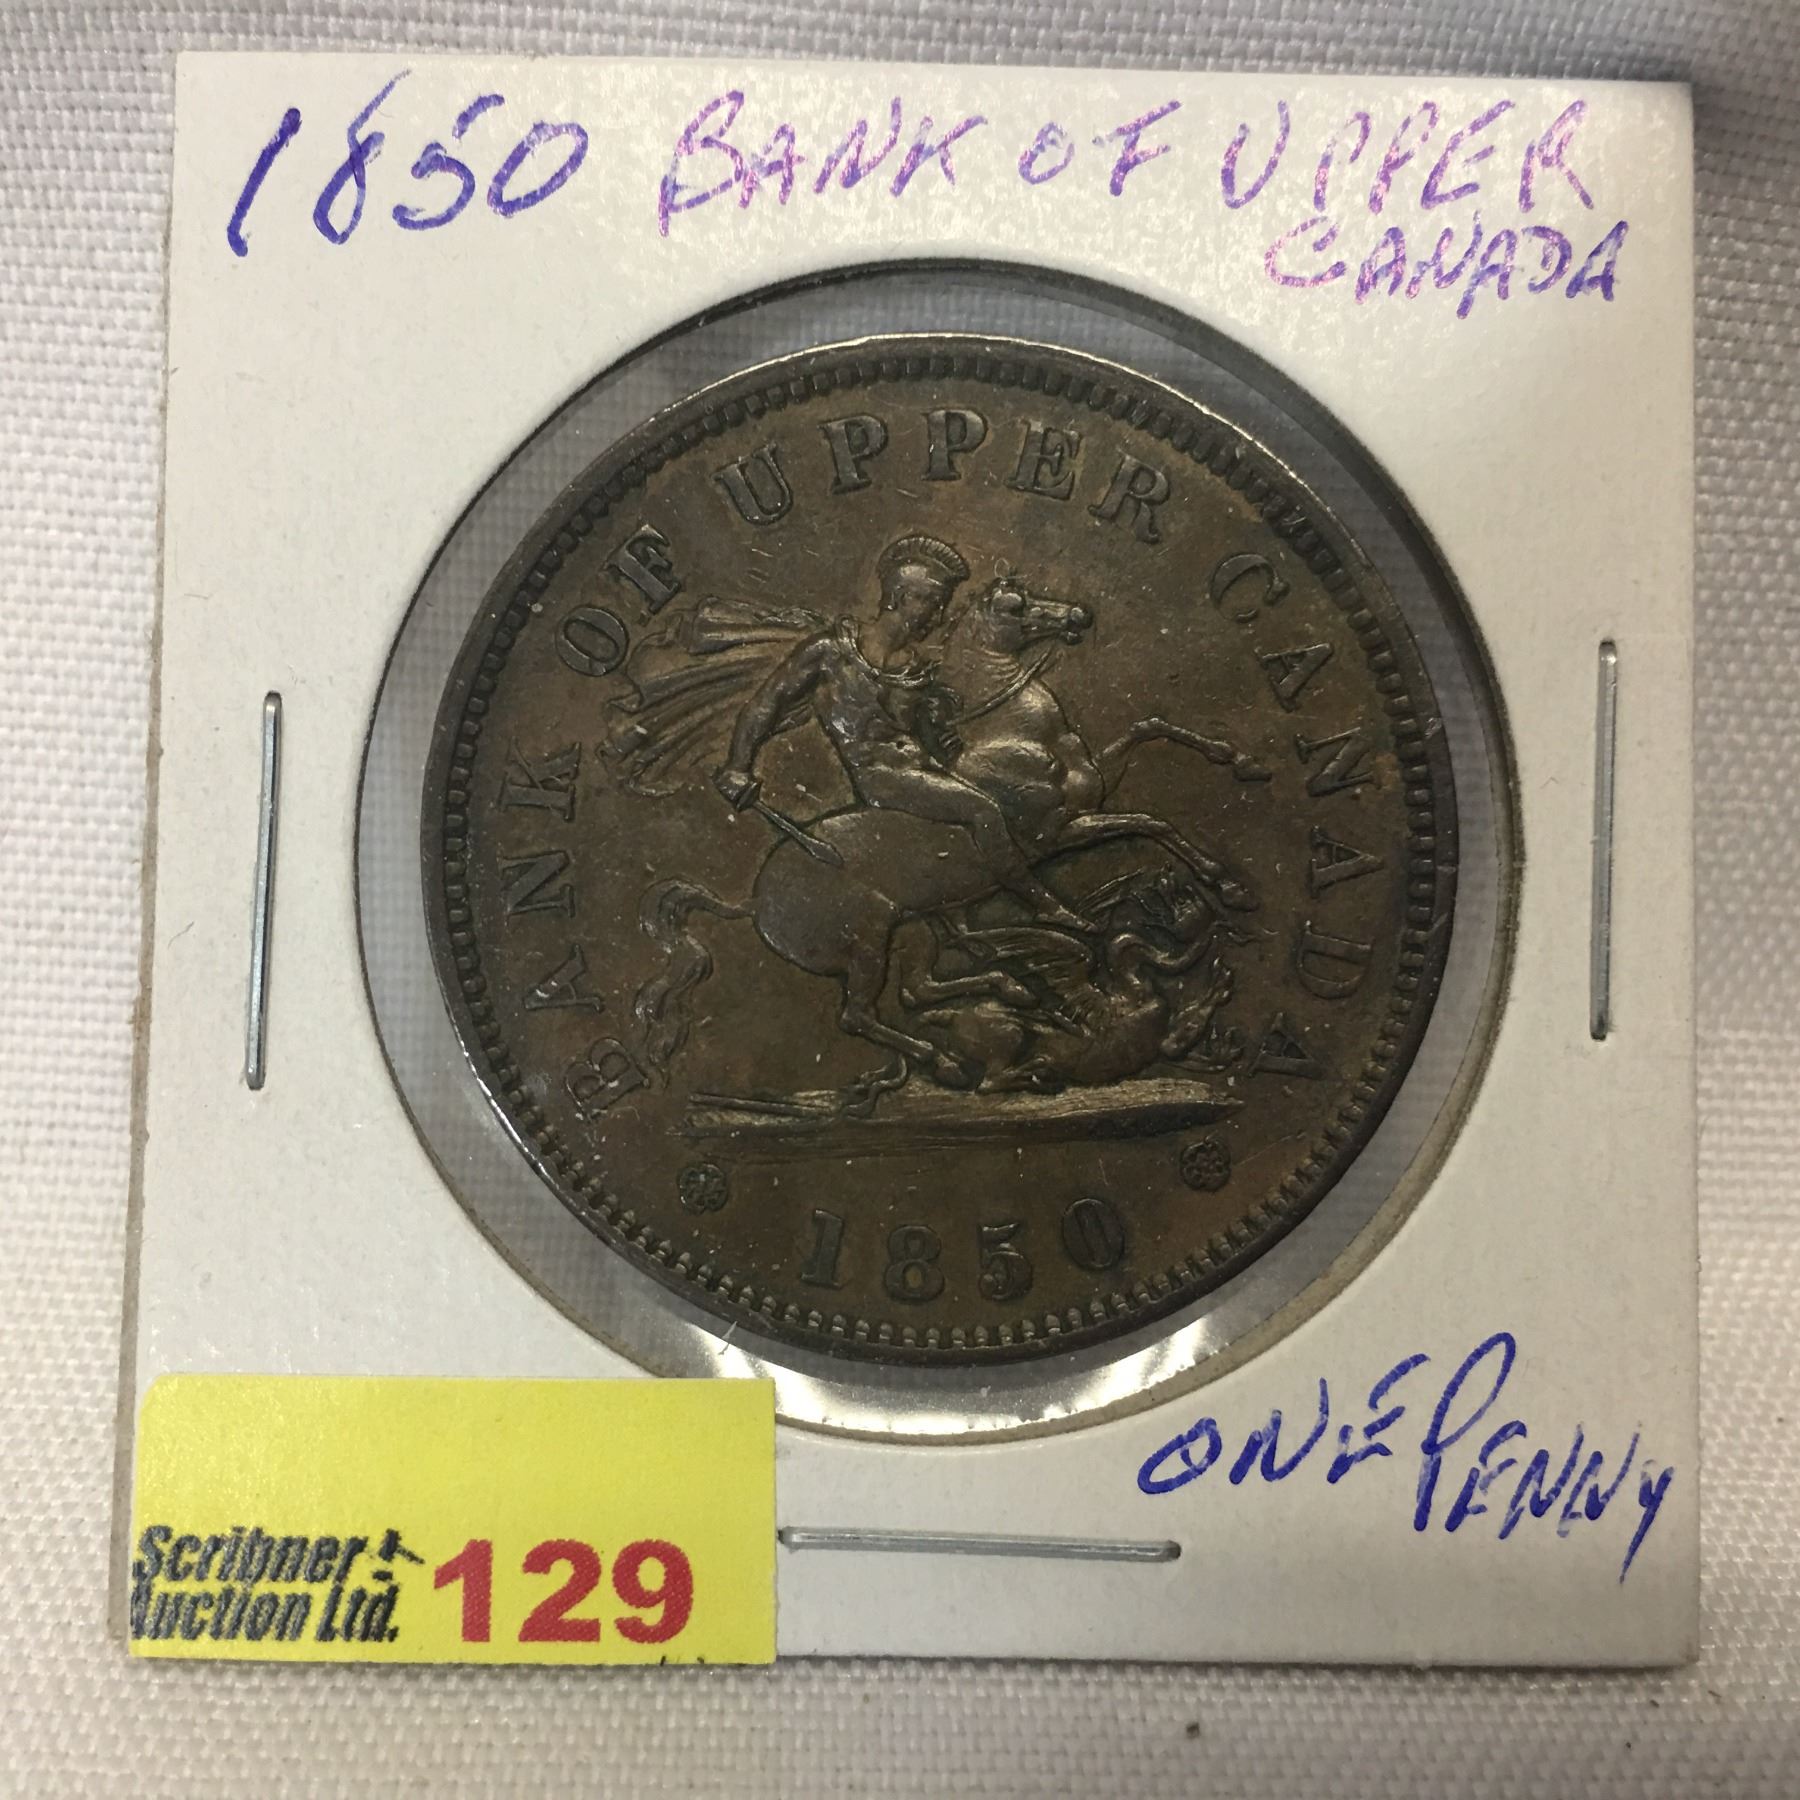 1850 BANK OF UPPER
CANADA
BANK OF UPPER CANADA
1850
ONE PENNY
Scribner
Auction Ltd.
129